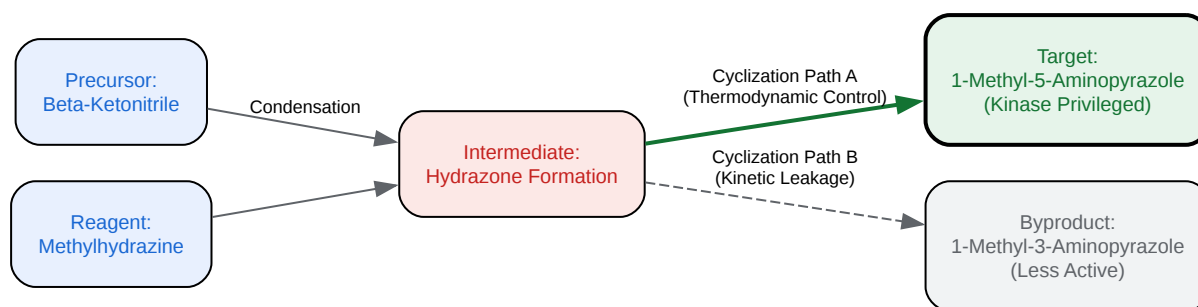 Precursor:
Beta-Ketonitrile
Condensation
Reagent:
Methylhydrazine
Intermediate:
Hydrazone Formation
Cyclization Path A
(Thermodynamic Control)
Cyclization Path B
(Kinetic Leakage)
Target:
1-Methyl-5-Aminopyrazole
(Kinase Privileged)
Byproduct:
1-Methyl-3-Aminopyrazole
(Less Active)